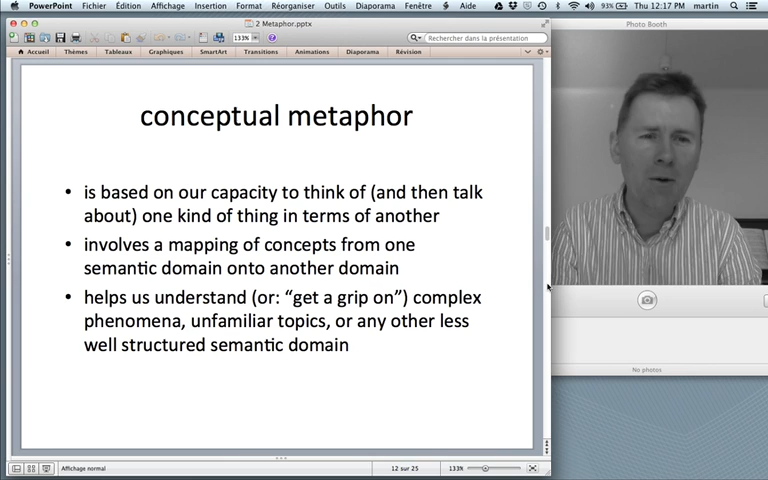 PowerPoint Fichier Édition Affichage Insertion Format Réorganiser Outils Diaporama Fenêtre Aide 93% Thu 12:17 PM martin
2 Metaphor.pptx
Photo Booth
133% Rechercher dans la présentation
Accueil Thèmes Tableaux Graphiques SmartArt Transitions Animations Diaporama Révision
conceptual metaphor
• is based on our capacity to think of (and then talk
about) one kind of thing in terms of another
• involves a mapping of concepts from one
semantic domain onto another domain
• helps us understand (or: “get a grip on”) complex
phenomena, unfamiliar topics, or any other less
well structured semantic domain
No photos
Affichage normal 12 sur 25 133%